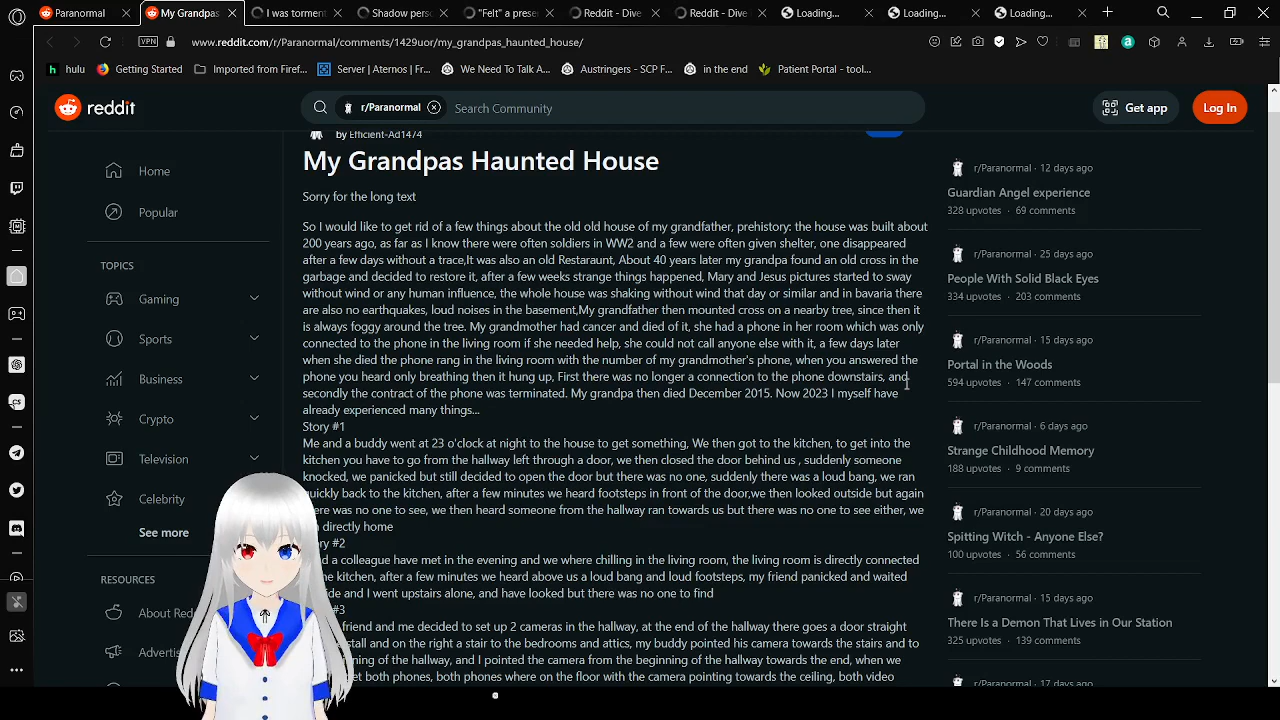 Paranormal
My Grandpas
I was torment
Shadow pers
"Felt" a prese
Reddit - Dive
Reddit - Dive
Loading...
Loading...
Loading...
VPN
www.reddit.com/r/Paranormal/comments/1429uor/my_grandpas_haunted_house/
hulu
Getting Started
Imported from Firef...
Server | Aternos | Fr...
We Need To Talk A...
Austringers - SCP F...
in the end
Patient Portal - tool...
reddit
r/Paranormal
Search Community
Get app
Log In
Home
Popular
TOPICS
Gaming
Sports
Business
Crypto
Television
Celebrity
See more
RESOURCES
About Red
Advertis
by Efficient-Ad1474
My Grandpas Haunted House
Sorry for the long text
So I would like to get rid of a few things about the old old house of my grandfather, prehistory: the house was built about
200 years ago, as far as I know there were often soldiers in WW2 and a few were often given shelter, one disappeared
after a few days without a trace,It was also an old Restaraunt, About 40 years later my grandpa found an old cross in the
garbage and decided to restore it, after a few weeks strange things happened, Mary and Jesus pictures started to sway
without wind or any human influence, the whole house was shaking without wind that day or similar and in bavaria there
are also no earthquakes, loud noises in the basement,My grandfather then mounted cross on a nearby tree, since then it
is always foggy around the tree. My grandmother had cancer and died of it, she had a phone in her room which was only
connected to the phone in the living room if she needed help, she could not call anyone else with it, a few days later
when she died the phone rang in the living room with the number of my grandmother's phone, when you answered the
phone you heard only breathing then it hung up, First there was no longer a connection to the phone downstairs, and
secondly the contract of the phone was terminated. My grandpa then died December 2015. Now 2023 I myself have
already experienced many things...
Story #1
Me and a buddy went at 23 o'clock at night to the house to get something, We then got to the kitchen, to get into the
kitchen you have to go from the hallway left through a door, we then closed the door behind us , suddenly someone
knocked, we panicked but still decided to open the door but there was no one, suddenly there was a loud bang, we ran
quickly back to the kitchen, after a few minutes we heard footsteps in front of the door,we then looked outside but again
there was no one to see, we then heard someone from the hallway ran towards us but there was no one to see either, we
directly home
#2
a colleague have met in the evening and we where chilling in the living room, the living room is directly connected
kitchen, after a few minutes we heard above us a loud bang and loud footsteps, my friend panicked and waited
and I went upstairs alone, and have looked but there was no one to find
#3
friend and me decided to set up 2 cameras in the hallway, at the end of the hallway there goes a door straight
and on the right a stair to the bedrooms and attics, my buddy pointed his camera towards the stairs and to
of the hallway, and I pointed the camera from the beginning of the hallway towards the end, when we
both phones, both phones where on the floor with the camera pointing towards the ceiling, both video
r/Paranormal · 12 days ago
Guardian Angel experience
328 upvotes · 69 comments
r/Paranormal · 25 days ago
People With Solid Black Eyes
334 upvotes · 203 comments
r/Paranormal · 15 days ago
Portal in the Woods
594 upvotes · 147 comments
r/Paranormal · 6 days ago
Strange Childhood Memory
188 upvotes · 9 comments
r/Paranormal · 20 days ago
Spitting Witch - Anyone Else?
100 upvotes · 56 comments
r/Paranormal · 15 days ago
There Is a Demon That Lives in Our Station
325 upvotes · 139 comments
r/Paranormal · 17 days ago